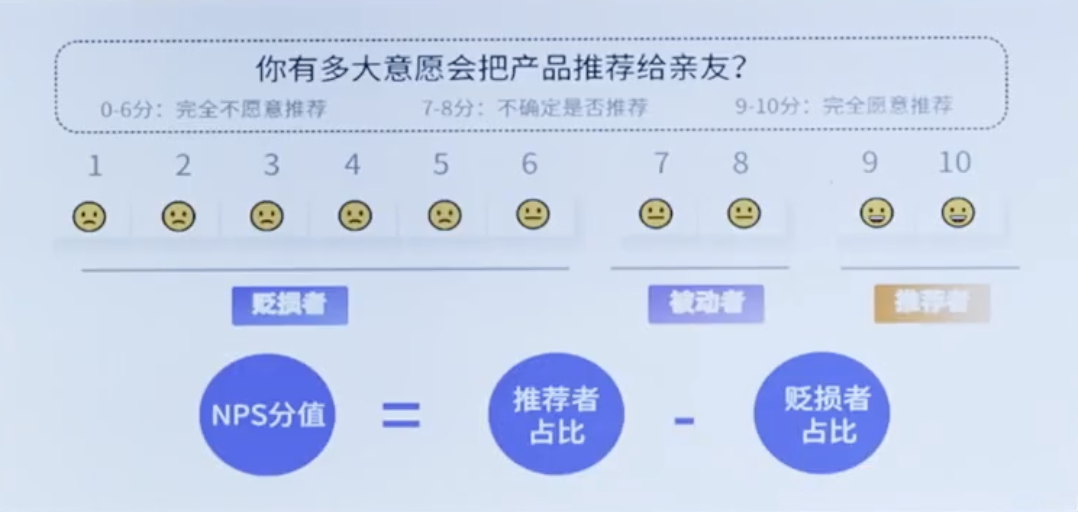 你有多大意愿会把产品推荐给亲友？
0-6分：完全不愿意推荐 7-8分：不确定是否推荐 9-10分：完全愿意推荐
1 2 3 4 5 6 7 8 9 10
贬损者 被动者 推荐者
NPS分值 = 推荐者占比 - 贬损者占比